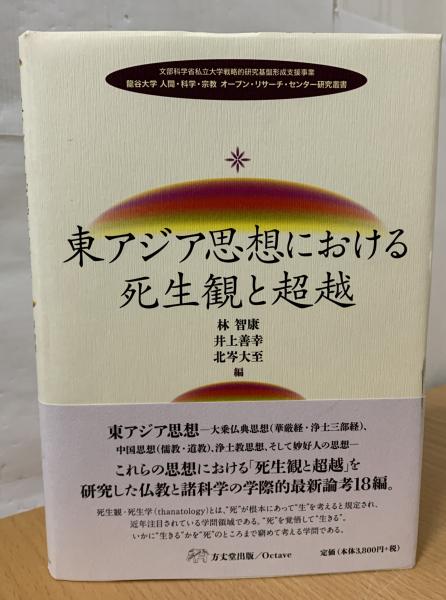 文部科学省私立大学戦略的研究基盤形成支援事業
龍谷大学 人間・科学・宗教 オープン・リサーチ・センター研究叢書
東アジア思想における
死生観と超越
林 智康
井上善幸
北岑大至
編
東アジア思想―大乗仏典思想(華厳経・浄土三部経)、
中国思想(儒教・道教)、浄土教思想、そして妙好人の思想―
これらの思想における「死生観と超越」を
研究した仏教と諸科学の学際的最新論考18編。
死生観・死生学(thanatology)とは、“死”が根本にあって“生”を考えると規定され、
近年注目されている学問領域である。“死”を覚悟して“生きる”。
いかに“生きる”かを“死”のところまで窮めて考える学問である。
方丈堂出版/Octave
定価(本体3,800円+税)